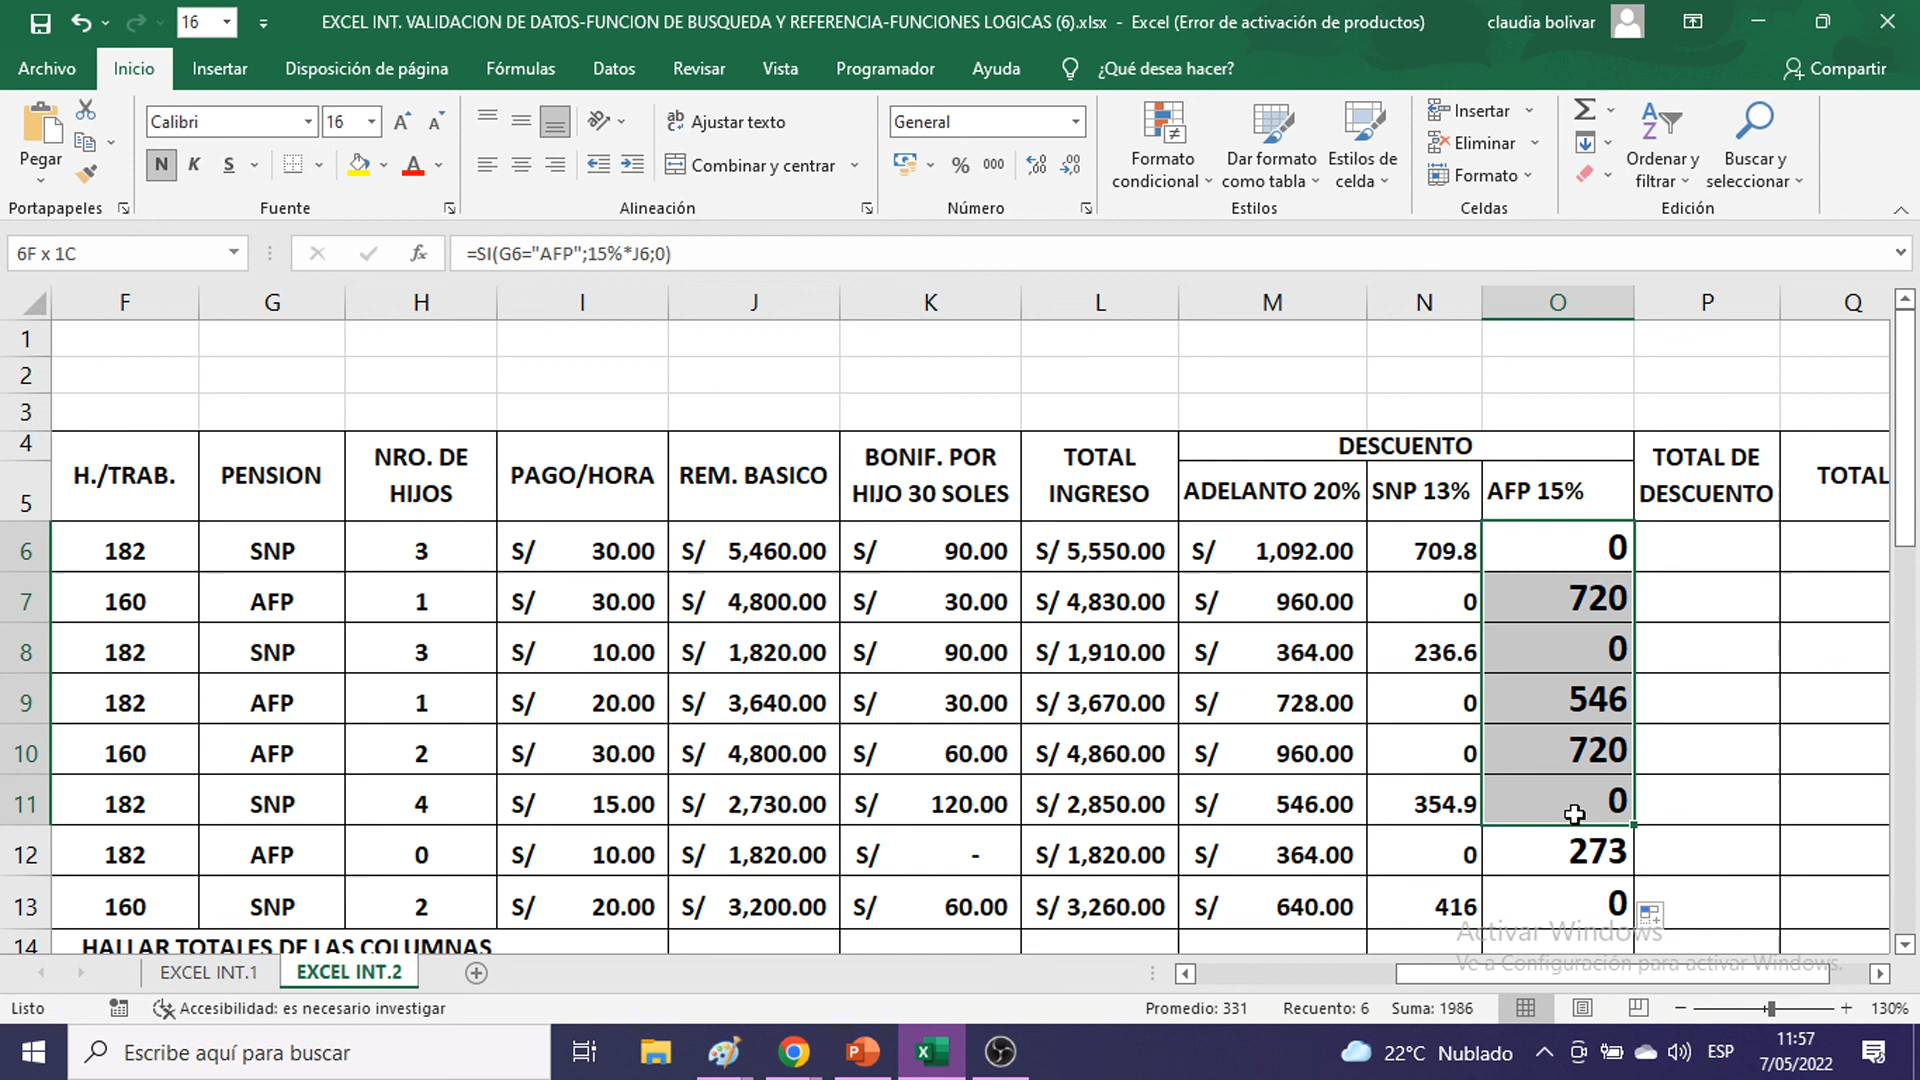 16 EXCEL INT. VALIDACION DE DATOS-FUNCION DE BUSQUEDA Y REFERENCIA-FUNCIONES LOGICAS (6).xlsx - Excel (Error de activación de productos) claudia bolivar
Archivo Inicio Insertar Disposición de página Fórmulas Datos Revisar Vista Programador Ayuda ¿Qué desea hacer? Compartir
Pegar
Portapapeles
Calibri 16
N K S A
Fuente
Ajustar texto
Combinar y centrar
Alineación
General
% 000
Número
Formato condicional
Dar formato como tabla
Estilos de celda
Estilos
Insertar
Eliminar
Formato
Celdas
Ordenar y filtrar
Buscar y seleccionar
Edición
6F x 1C fx =SI(G6="AFP";15%*J6;0)
F G H I J K L M N O P Q
1
2
3
4 H./TRAB. PENSION NRO. DE HIJOS PAGO/HORA REM. BASICO BONIF. POR HIJO 30 SOLES TOTAL INGRESO DESCUENTO TOTAL DE DESCUENTO TOTAL
5 ADELANTO 20% SNP 13% AFP 15%
6 182 SNP 3 S/ 30.00 S/ 5,460.00 S/ 90.00 S/ 5,550.00 S/ 1,092.00 709.8 0
7 160 AFP 1 S/ 30.00 S/ 4,800.00 S/ 30.00 S/ 4,830.00 S/ 960.00 0 720
8 182 SNP 3 S/ 10.00 S/ 1,820.00 S/ 90.00 S/ 1,910.00 S/ 364.00 236.6 0
9 182 AFP 1 S/ 20.00 S/ 3,640.00 S/ 30.00 S/ 3,670.00 S/ 728.00 0 546
10 160 AFP 2 S/ 30.00 S/ 4,800.00 S/ 60.00 S/ 4,860.00 S/ 960.00 0 720
11 182 SNP 4 S/ 15.00 S/ 2,730.00 S/ 120.00 S/ 2,850.00 S/ 546.00 354.9 0
12 182 AFP 0 S/ 10.00 S/ 1,820.00 S/ - S/ 1,820.00 S/ 364.00 0 273
13 160 SNP 2 S/ 20.00 S/ 3,200.00 S/ 60.00 S/ 3,260.00 S/ 640.00 416 0
14 HALLAR TOTALES DE LAS COLUMNAS
Activar Windows
Ve a Configuración para activar Windows.
EXCEL INT.1 EXCEL INT.2
Listo Accesibilidad: es necesario investigar Promedio: 331 Recuento: 6 Suma: 1986 130%
Escribe aquí para buscar 22°C Nublado ESP 11:57
7/05/2022